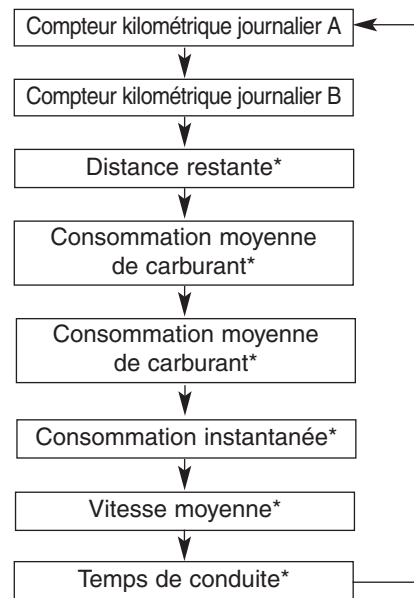 Compteur kilométrique journalier A
Compteur kilométrique journalier B
Distance restante*
Consommation moyenne
de carburant*
Consommation moyenne
de carburant*
Consommation instantanée*
Vitesse moyenne*
Temps de conduite*